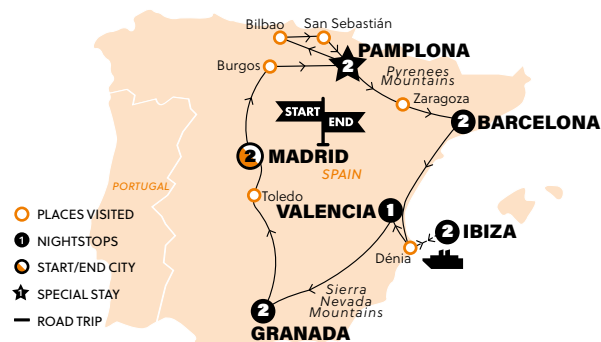 Bilbao
San Sebastián
PAMPLONA
2
Burgos
Pyrenees
Mountains
Zaragoza
START
END
2
BARCELONA
2
MADRID
SPAIN
PORTUGAL
Toledo
VALENCIA
1
2
IBIZA
Dénia
PLACES VISITED
1
NIGHTSTOPS
START/END CITY
1
SPECIAL STAY
ROAD TRIP
Sierra
Nevada
Mountains
2
GRANADA